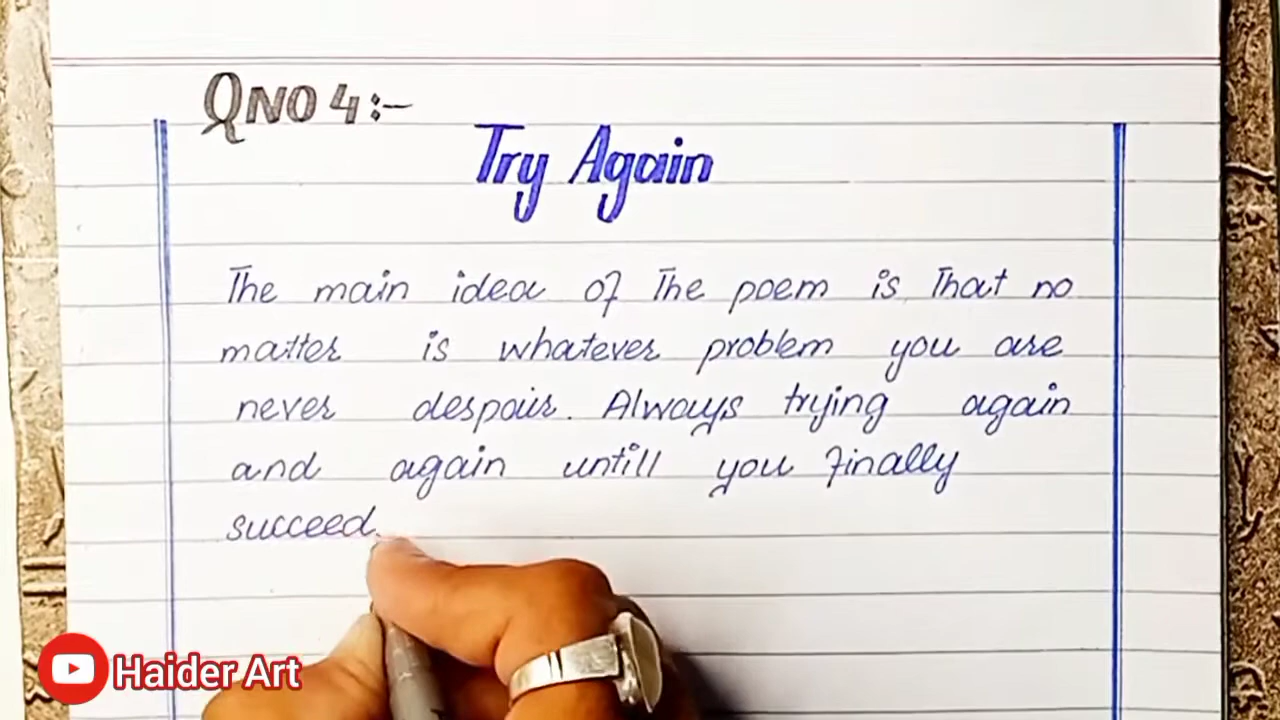 QNO 4:-
Try Again
The main idea of The poem is That no
matter is whatever problem you are
never despair. Always trying again
and again untill you finally
succeed.
Haider Art